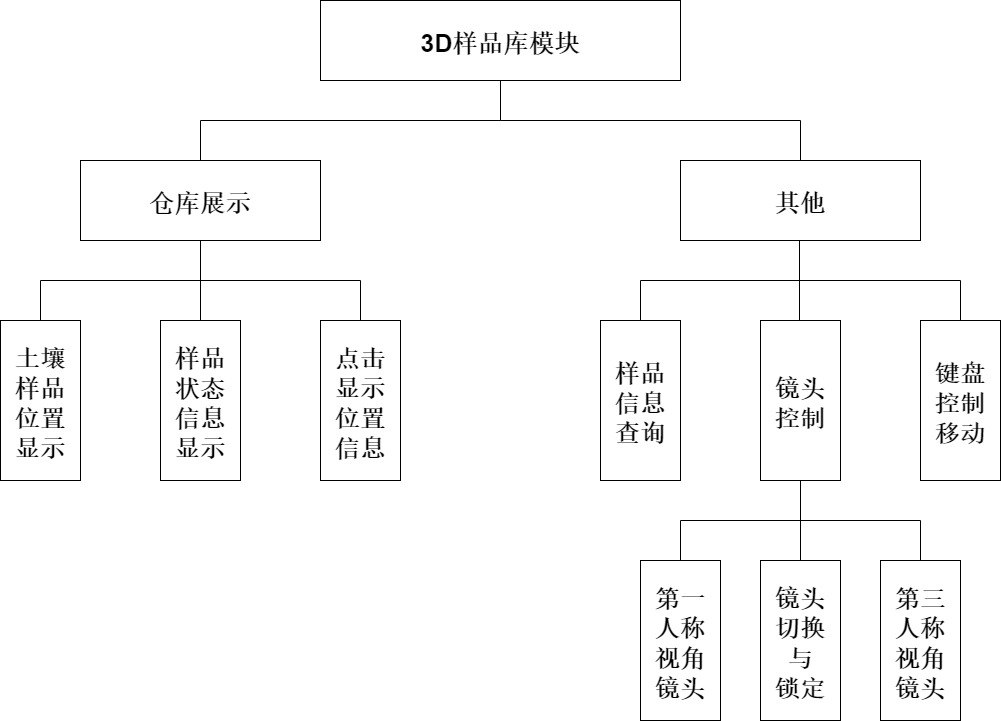 3D样品库模块
仓库展示
其他
土壤
样品
位置
显示
样品
状态
信息
显示
点击
显示
位置
信息
样品
信息
查询
镜头
控制
键盘
控制
移动
第一
人称
视角
镜头
镜头
切换
与
锁定
第三
人称
视角
镜头